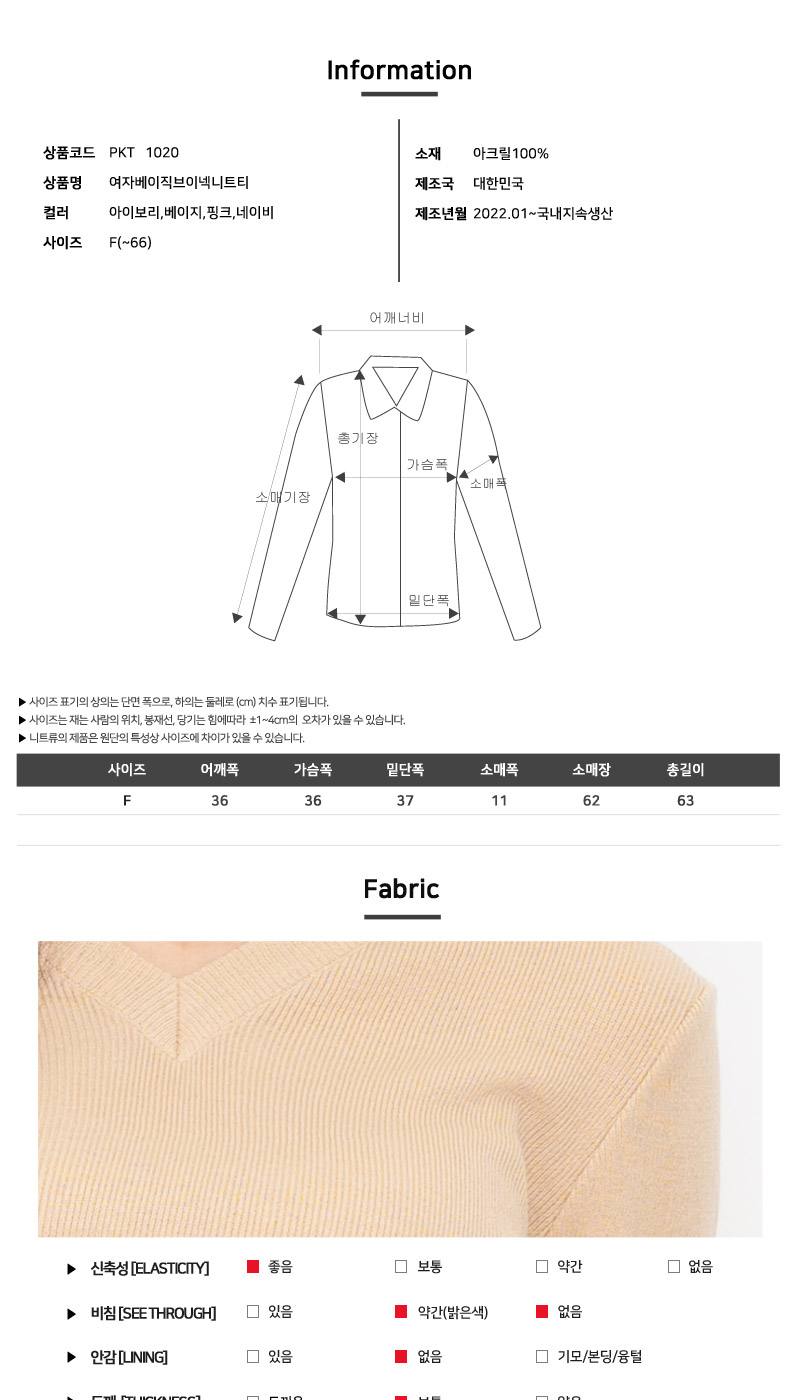 Information
상품코드 PKT 1020
상품명 여자베이직브이넥니트티
컬러 아이보리,베이지,핑크,네이비
사이즈 F(~66)
소재 아크릴100%
제조국 대한민국
제조년월 2022.01~국내지속생산
어깨너비
총기장
가슴폭
소매폭
소매기장
밑단폭
▶ 사이즈 표기의 상의는 단면 폭으로, 하의는 둘레로 (cm) 치수 표기됩니다.
▶ 사이즈는 재는 사람의 위치, 봉재선, 당기는 힘에따라 ±1~4cm의 오차가 있을 수 있습니다.
▶ 니트류의 제품은 원단의 특성상 사이즈에 차이가 있을 수 있습니다.
사이즈 어깨폭 가슴폭 밑단폭 소매폭 소매장 총길이
F 36 36 37 11 62 63
Fabric
▶ 신축성 [ELASTICITY] 좋음 보통 약간 없음
▶ 비침 [SEE THROUGH] 있음 약간(밝은색) 없음
▶ 안감 [LINING] 있음 없음 기모/본딩/융털